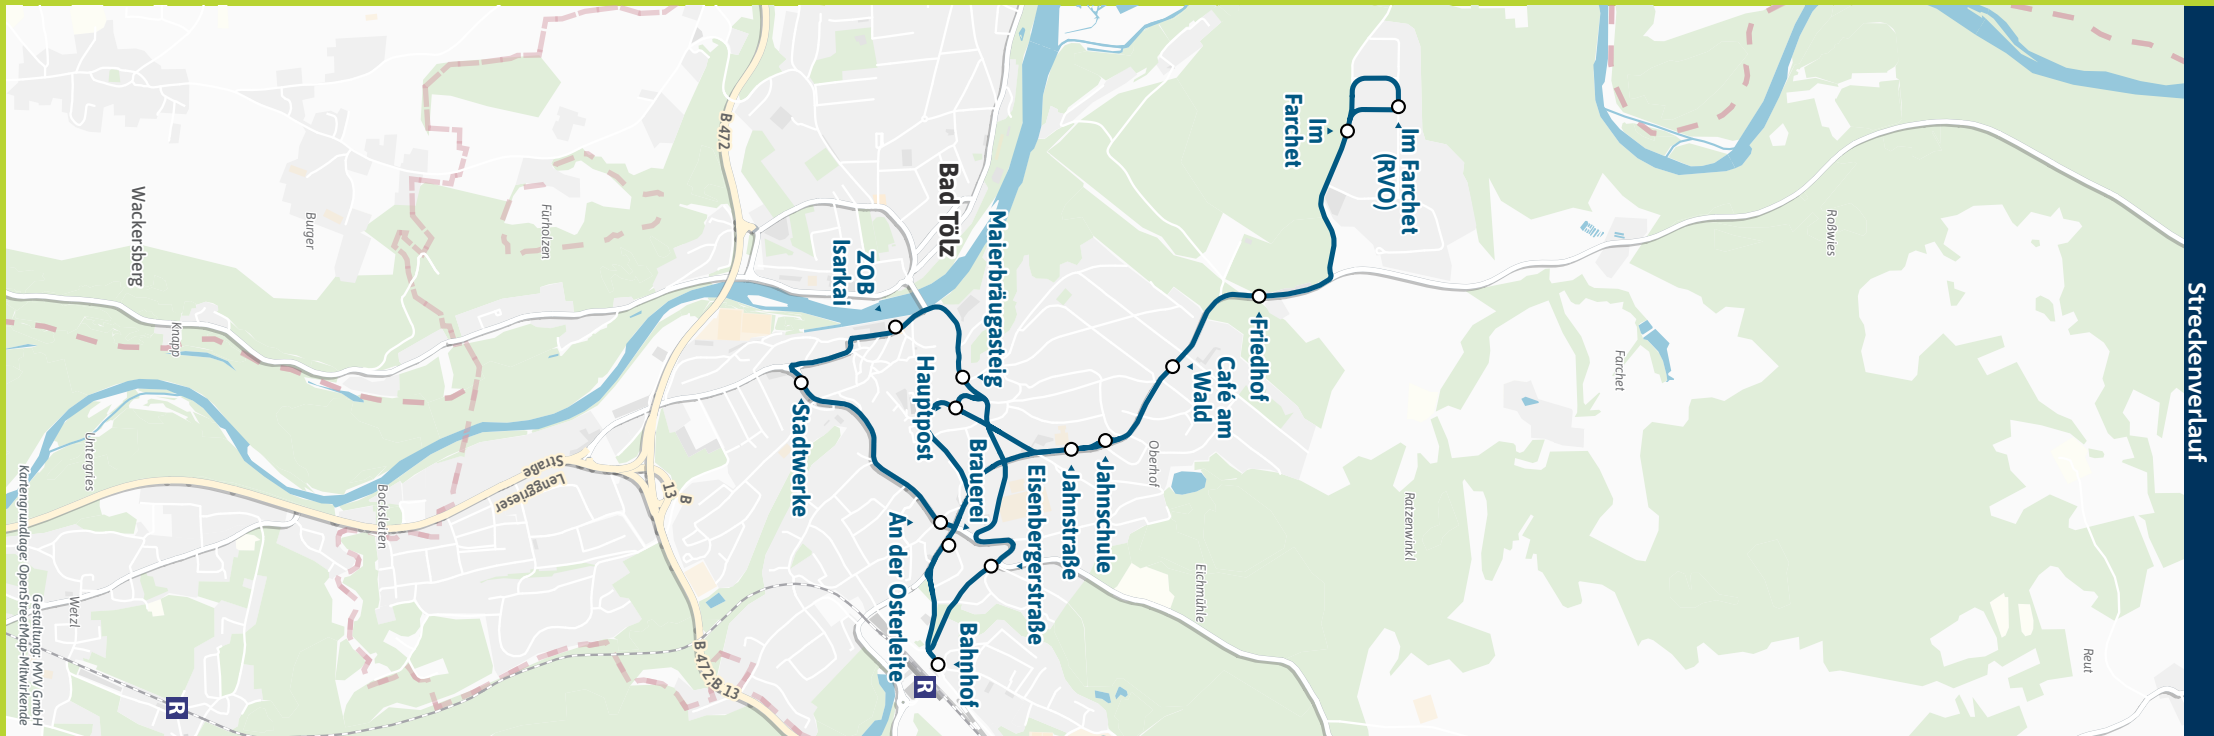 Streckenverlauf
Im Farchet
(RVO)
Im
Farchet
Friedhof
Café am
Wald
Jahnschule
Jahnstraße
Eisenbergerstraße
Maierbräugasteig
Brauerei
Bahnhof
Bad Tölz
Hauptpost
An der Osterleite
ZOB
Isarkai
Stadtwerke
B 472
B
13
B 472;B 13
Lenggrieser
Straße
Reut
Roßwies
Farchet
Ratzenwinkl
Eichmühle
Oberhof
Fürholzen
Bocksleiten
Burger
Knapp
Wackersberg
Untergries
Wetzl
R
R
Gestaltung: MVV GmbH
Kartengrundlage: OpenStreetMap-Mitwirkende